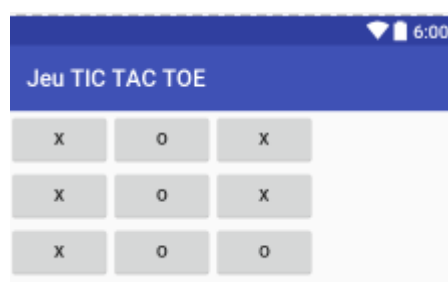 6:00
Jeu TIC TAC TOE
X O X
X O X
X O O